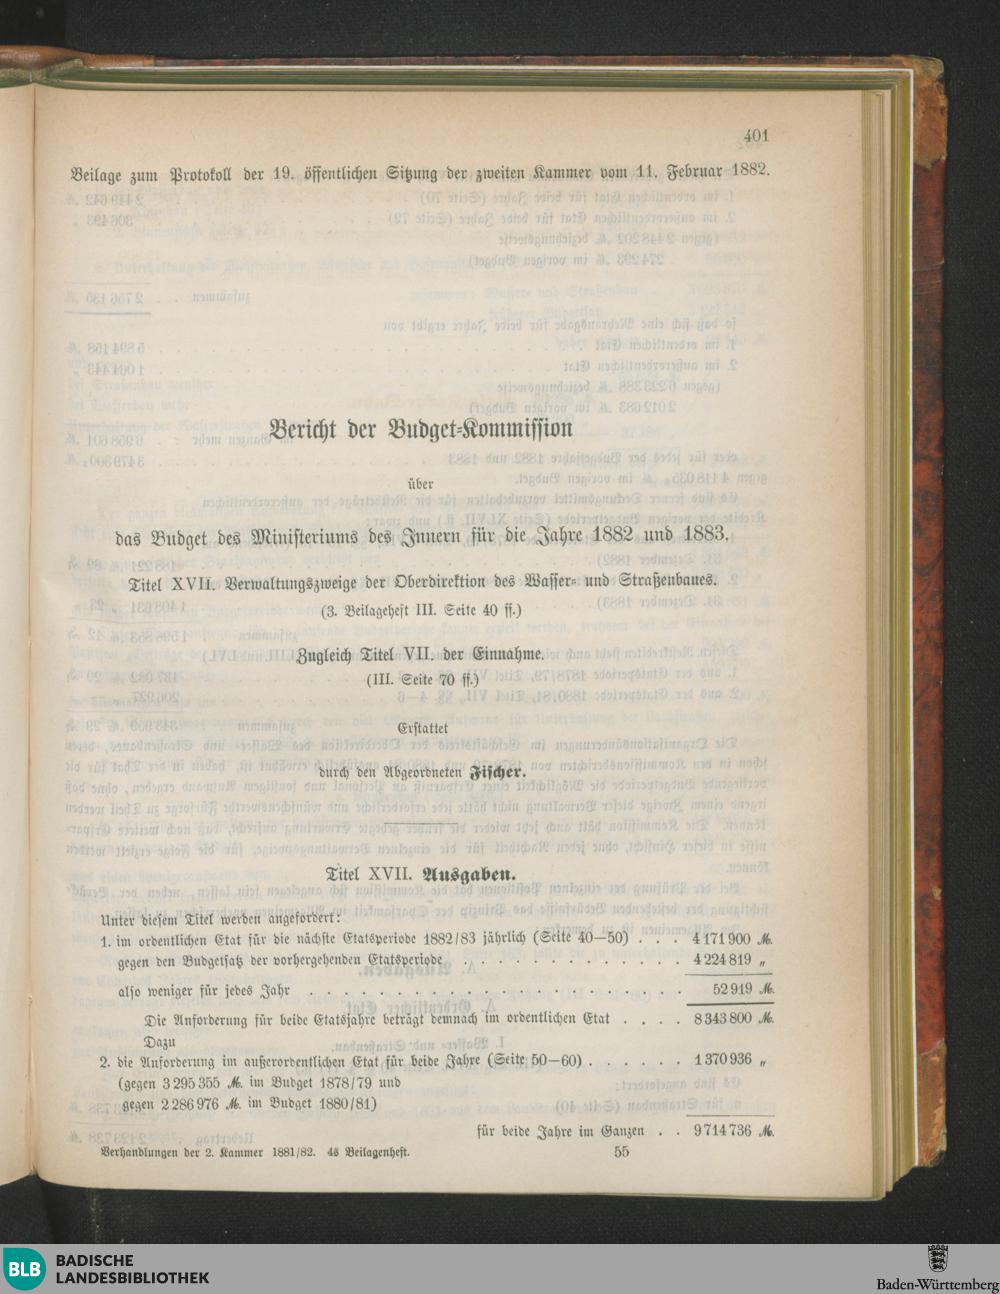 401
Beilage zum Protokoll der 19. öffentlichen Sitzung der zweiten Kammer vom 11. Februar 1882.
Bericht der Budget-Kommission
über
das Budget des Ministeriums des Innern für die Jahre 1882 und 1883.
Titel XVII. Verwaltungszweige der Oberdirektion des Wasser- und Straßenbaues.
(3. Beilageheft III. Seite 40 ff.)
Zugleich Titel VII. der Einnahme.
(III. Seite 70 ff.)
Erstattet
durch den Abgeordneten Fischer.
Titel XVII. Ausgaben.
Unter diesem Titel werden angefordert:
1. im ordentlichen Etat für die nächste Etatsperiode 1882/83 jährlich (Seite 40—50) . . . 4 171 900 M.
gegen den Budgetsatz der vorhergehenden Etatsperiode . . . . . . . . . . . . 4 224 819 „
also weniger für jedes Jahr . . . . . . . . . . . . . . . . . . . . 52 919 M.
Die Anforderung für beide Etatsjahre beträgt demnach im ordentlichen Etat . . . . 8 343 800 M.
Dazu
2. die Anforderung im außerordentlichen Etat für beide Jahre (Seite 50—60) . . . . . . 1 370 936 „
(gegen 3 295 355 M. im Budget 1878/79 und
gegen 2 286 976 M. im Budget 1880/81)
für beide Jahre im Ganzen . . 9 714 736 M.
Verhandlungen der 2. Kammer 1881/82. 4s Beilagenheft. 55
BLB BADISCHE
LANDESBIBLIOTHEK
Baden-Württemberg